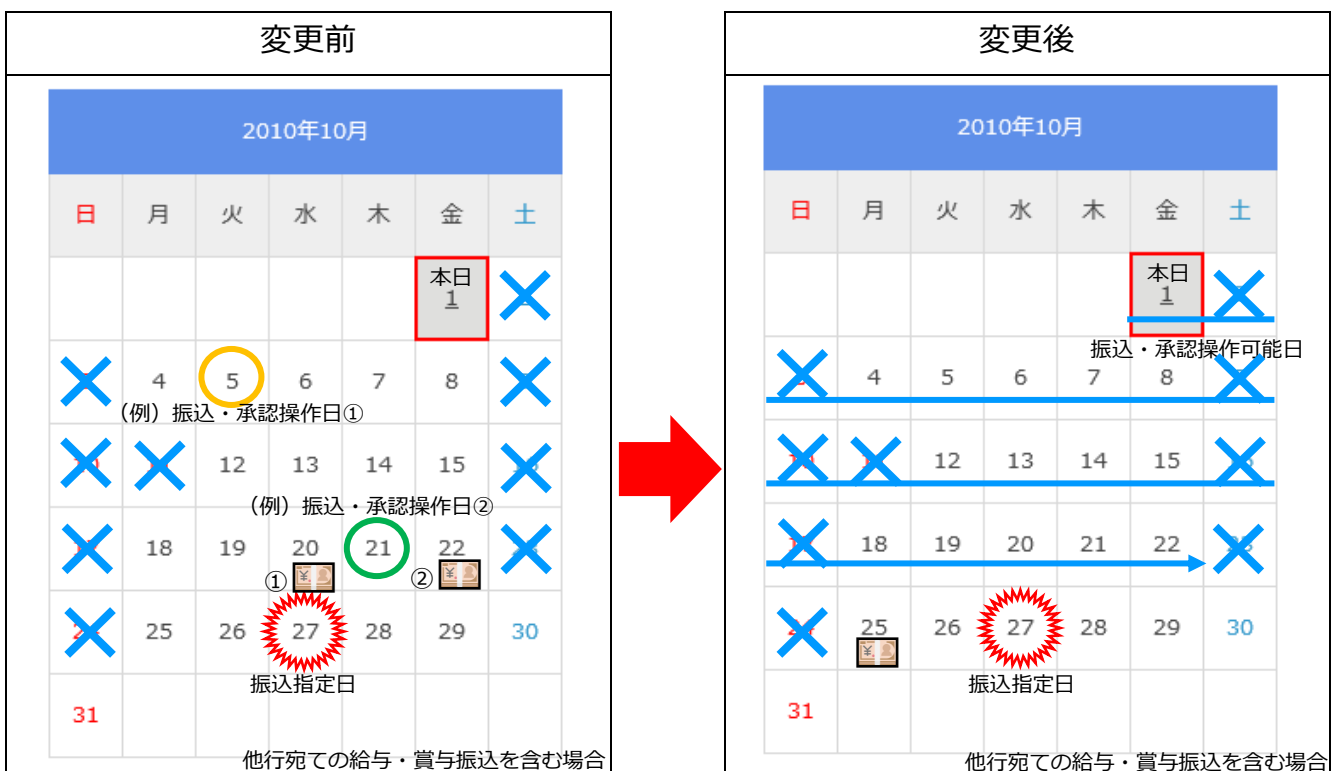 変更前
2010年10月
日 月 火 水 木 金 土
本日
1
4 5 6 7 8
（例）振込・承認操作日①
12 13 14 15
（例）振込・承認操作日②
18 19 20 21 22
① ②
25 26 27 28 29 30
振込指定日
31
他行宛ての給与・賞与振込を含む場合
変更後
2010年10月
日 月 火 水 木 金 土
本日
1
振込・承認操作可能日
4 5 6 7 8
12 13 14 15
18 19 20 21 22
25 26 27 28 29 30
振込指定日
31
他行宛ての給与・賞与振込を含む場合